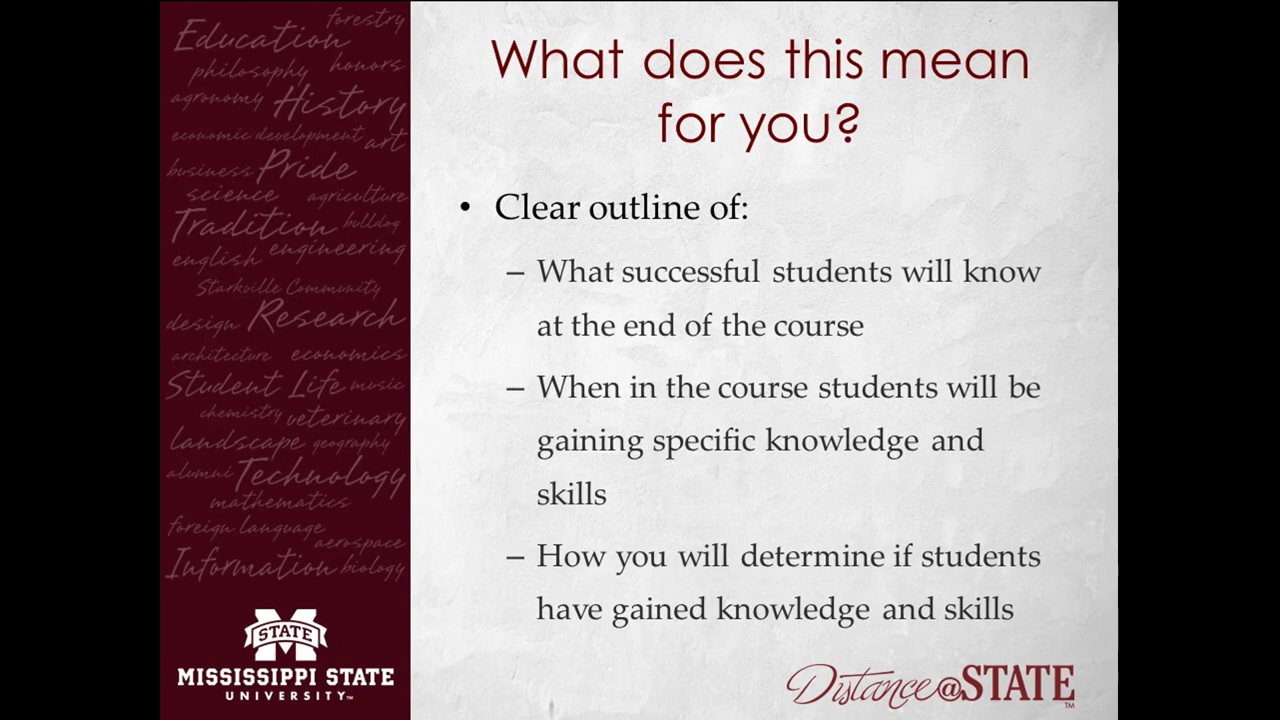 forestry
Education
philosophy honors
agronomy History
economic development art
business Pride
science agriculture
Tradition bulldog
english engineering
Starkville Community
design Research
architecture economics
Student Life music
chemistry veterinary
landscape geography
alumni Technology
mathematics
foreign language
aerospace
Information biology
STATE
MISSISSIPPI STATE
UNIVERSITY™
What does this mean
for you?
• Clear outline of:
– What successful students will know
at the end of the course
– When in the course students will be
gaining specific knowledge and
skills
– How you will determine if students
have gained knowledge and skills
Distance@STATE™